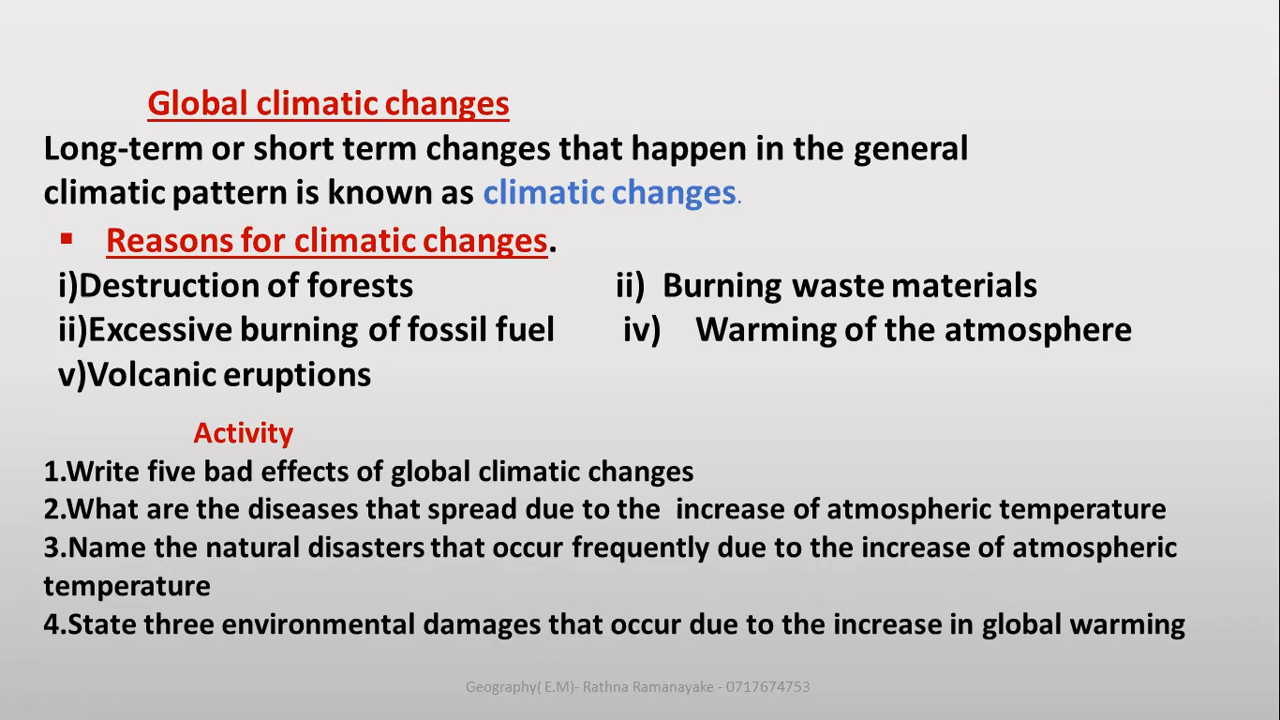 Global climatic changes
Long-term or short term changes that happen in the general
climatic pattern is known as climatic changes.
▪ Reasons for climatic changes.
i)Destruction of forests ii) Burning waste materials
ii)Excessive burning of fossil fuel iv) Warming of the atmosphere
v)Volcanic eruptions
Activity
1.Write five bad effects of global climatic changes
2.What are the diseases that spread due to the increase of atmospheric temperature
3.Name the natural disasters that occur frequently due to the increase of atmospheric
temperature
4.State three environmental damages that occur due to the increase in global warming
Geography( E.M)- Rathna Ramanayake - 0717674753